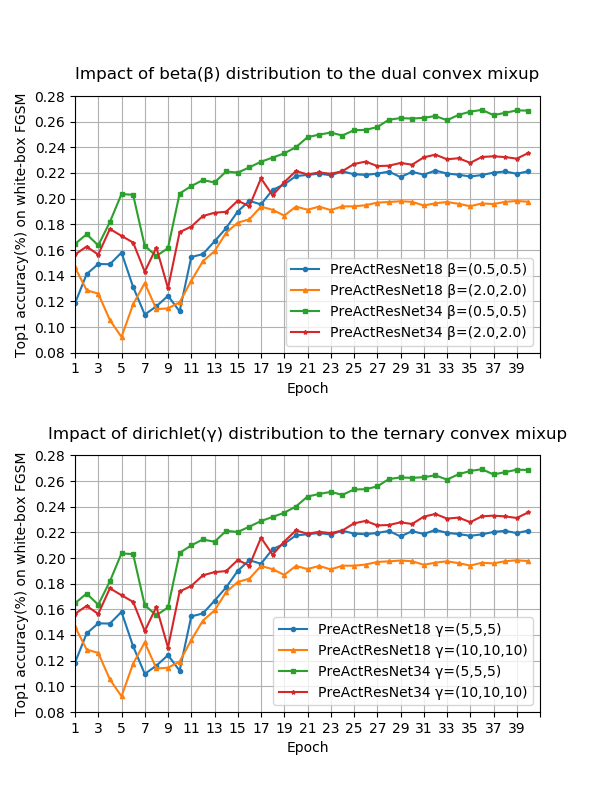 Impact of beta(β) distribution to the dual convex mixup
Top1 accuracy(%) on white-box FGSM
0.28
0.26
0.24
0.22
0.20
0.18
0.16
0.14
0.12
0.10
0.08
PreActResNet18 β=(0.5,0.5)
PreActResNet18 β=(2.0,2.0)
PreActResNet34 β=(0.5,0.5)
PreActResNet34 β=(2.0,2.0)
1 3 5 7 9 11 13 15 17 19 21 23 25 27 29 31 33 35 37 39
Epoch
Impact of dirichlet(γ) distribution to the ternary convex mixup
Top1 accuracy(%) on white-box FGSM
0.28
0.26
0.24
0.22
0.20
0.18
0.16
0.14
0.12
0.10
0.08
PreActResNet18 γ=(5,5,5)
PreActResNet18 γ=(10,10,10)
PreActResNet34 γ=(5,5,5)
PreActResNet34 γ=(10,10,10)
1 3 5 7 9 11 13 15 17 19 21 23 25 27 29 31 33 35 37 39
Epoch